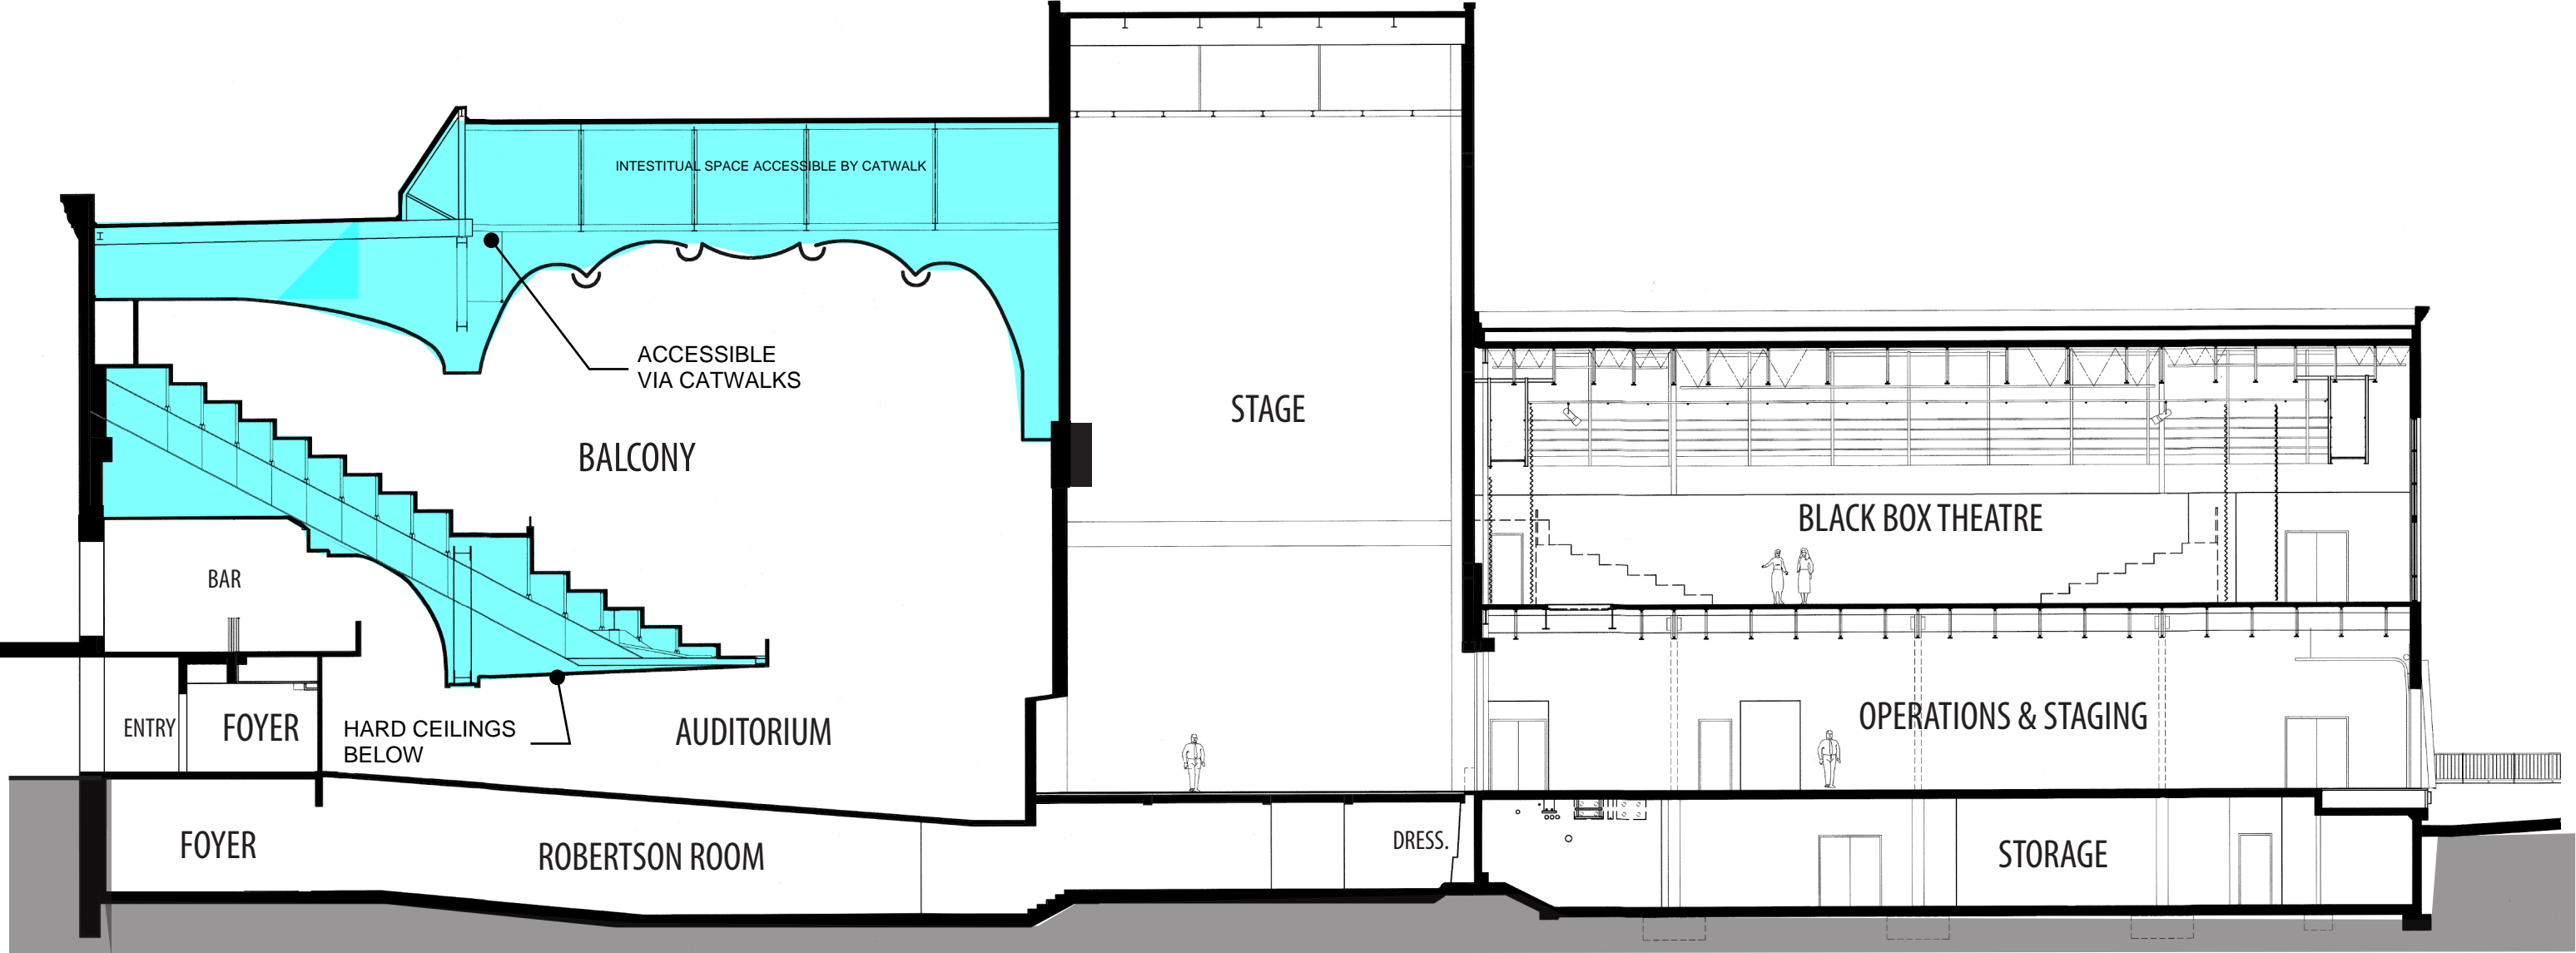 INTESTITUAL SPACE ACCESSIBLE BY CATWALK
ACCESSIBLE
VIA CATWALKS
STAGE
BALCONY
BLACK BOX THEATRE
BAR
ENTRY
FOYER
HARD CEILINGS
BELOW
AUDITORIUM
OPERATIONS & STAGING
FOYER
ROBERTSON ROOM
DRESS.
STORAGE